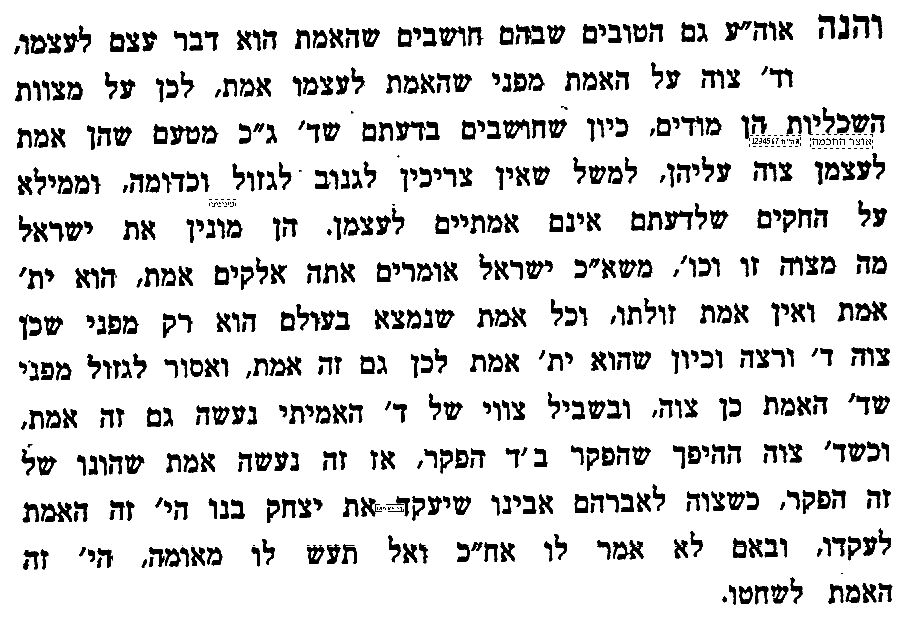 והנה אוה״ע גם הטובים שבהם חושבים שהאמת הוא דבר עצם לעצמו,
וד׳ צוה על האמת מפני שהאמת לעצמו אמת, לכן על מצוות
השכליות הן מודים, כיון שחושבים בדעתם שד׳ ג״כ מטעם שהן אמת
אוצר החכמה
לעצמן צוה עליהן, למשל שאין צריכין לגנוב לגזול וכדומה, וממילא
על החקים שלדעתם אינם אמתיים לעצמן. הן מונין את ישראל
מה מצוה זו וכו׳, משא״כ ישראל אומרים אתה אלקים אמת, הוא ית׳
אמת ואין אמת זולתו, וכל אמת שנמצא בעולם הוא רק מפני שכן
צוה ד׳ ורצה וכיון שהוא ית׳ אמת לכן גם זה אמת, ואסור לגזול מפני
שד׳ האמת כן צוה, ובשביל צווי של ד׳ האמיתי נעשה גם זה אמת,
וכשד׳ צוה ההיפך שהפקר ב׳ד הפקר, אז זה נעשה אמת שהונו של
זה הפקר, כשצוה לאברהם אבינו שיעקד את יצחק בנו הי׳ זה האמת
לעקדו, ובאם לא אמר לו אח״כ ואל תעש לו מאומה, הי׳ זה
האמת לשחטו.